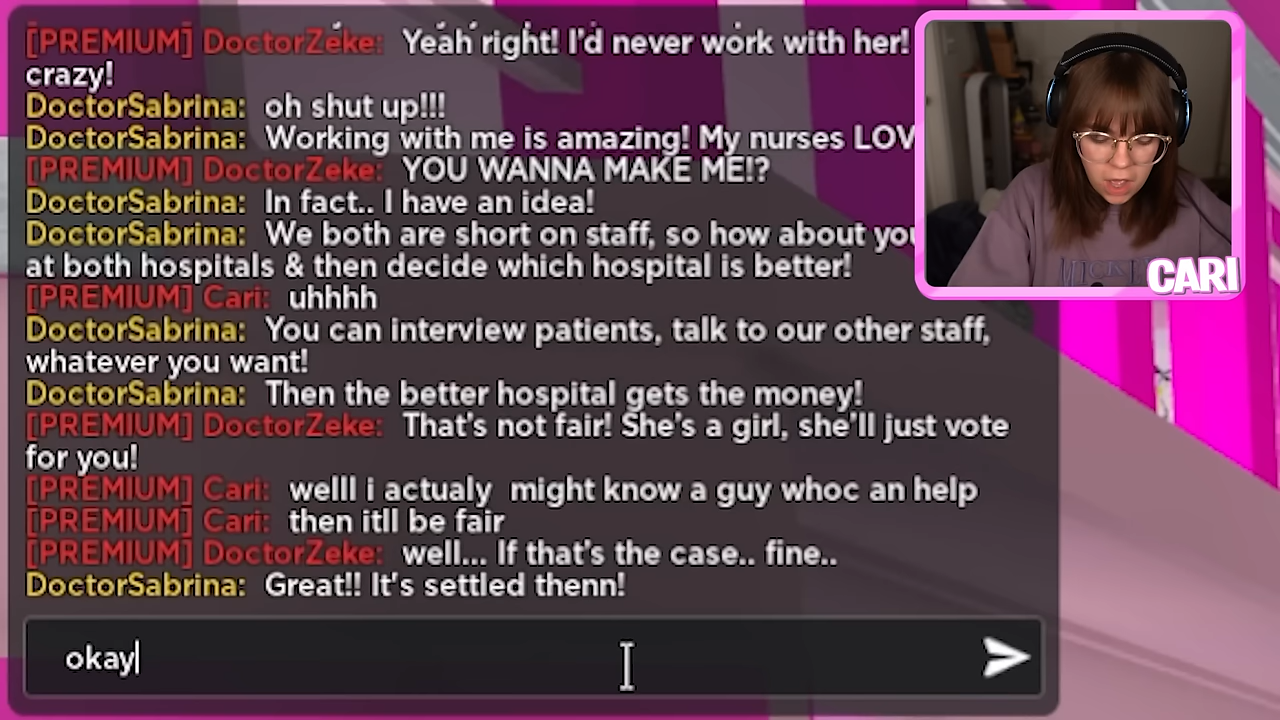 [PREMIUM] DoctorZeke: Yeah right! I'd never work with her!
crazy!
DoctorSabrina: oh shut up!!!
DoctorSabrina: Working with me is amazing! My nurses LOV
[PREMIUM] DoctorZeke: YOU WANNA MAKE ME!?
DoctorSabrina: In fact.. I have an idea!
DoctorSabrina: We both are short on staff, so how about you
at both hospitals & then decide which hospital is better!
[PREMIUM] Cari: uhhhh
DoctorSabrina: You can interview patients, talk to our other staff,
whatever you want!
DoctorSabrina: Then the better hospital gets the money!
[PREMIUM] DoctorZeke: That's not fair! She's a girl, she'll just vote
for you!
[PREMIUM] Cari: welll i actualy  might know a guy whoc an help
[PREMIUM] Cari: then itll be fair
[PREMIUM] DoctorZeke: well... If that's the case.. fine..
DoctorSabrina: Great!! It's settled thenn!
okay
CARI